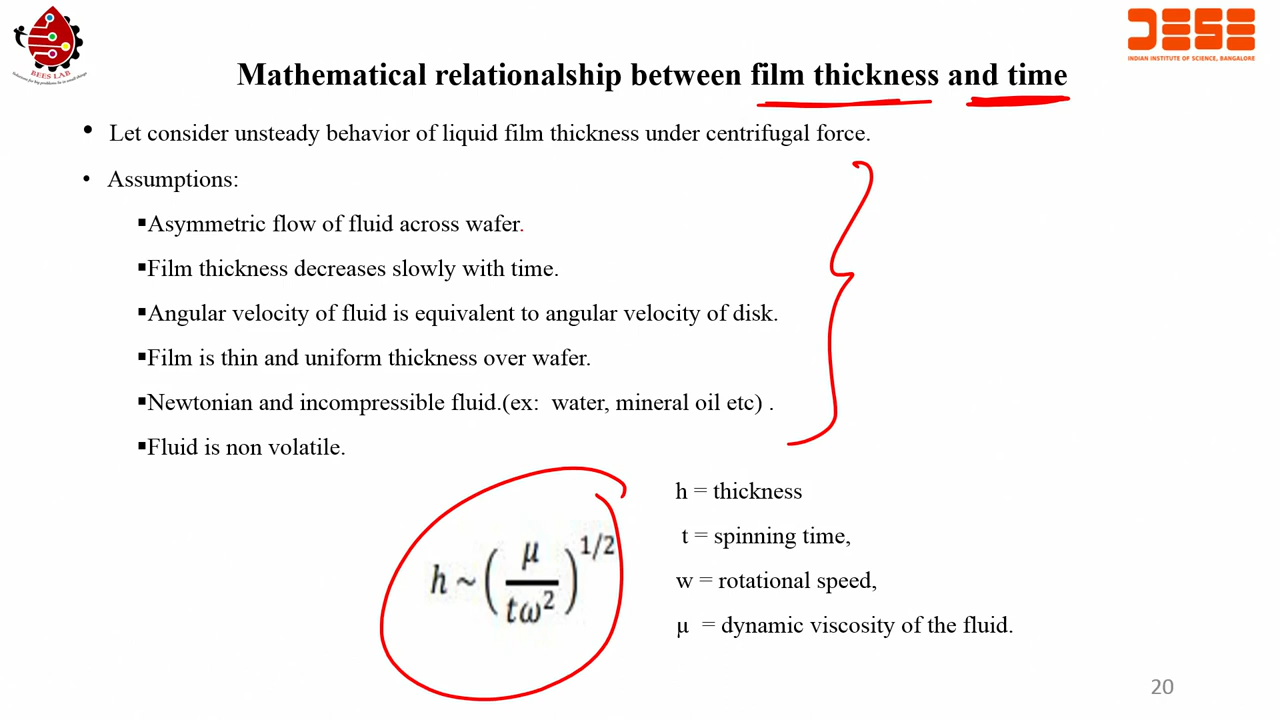 BEES LAB
DESE
INDIAN INSTITUTE OF SCIENCE, BANGALORE
Mathematical relationalship between film thickness and time
• Let consider unsteady behavior of liquid film thickness under centrifugal force.
• Assumptions:
▪Asymmetric flow of fluid across wafer.
▪Film thickness decreases slowly with time.
▪Angular velocity of fluid is equivalent to angular velocity of disk.
▪Film is thin and uniform thickness over wafer.
▪Newtonian and incompressible fluid.(ex: water, mineral oil etc) .
▪Fluid is non volatile.
h ~ (μ / tω²)^1/2
h = thickness
t = spinning time,
w = rotational speed,
μ = dynamic viscosity of the fluid.
20